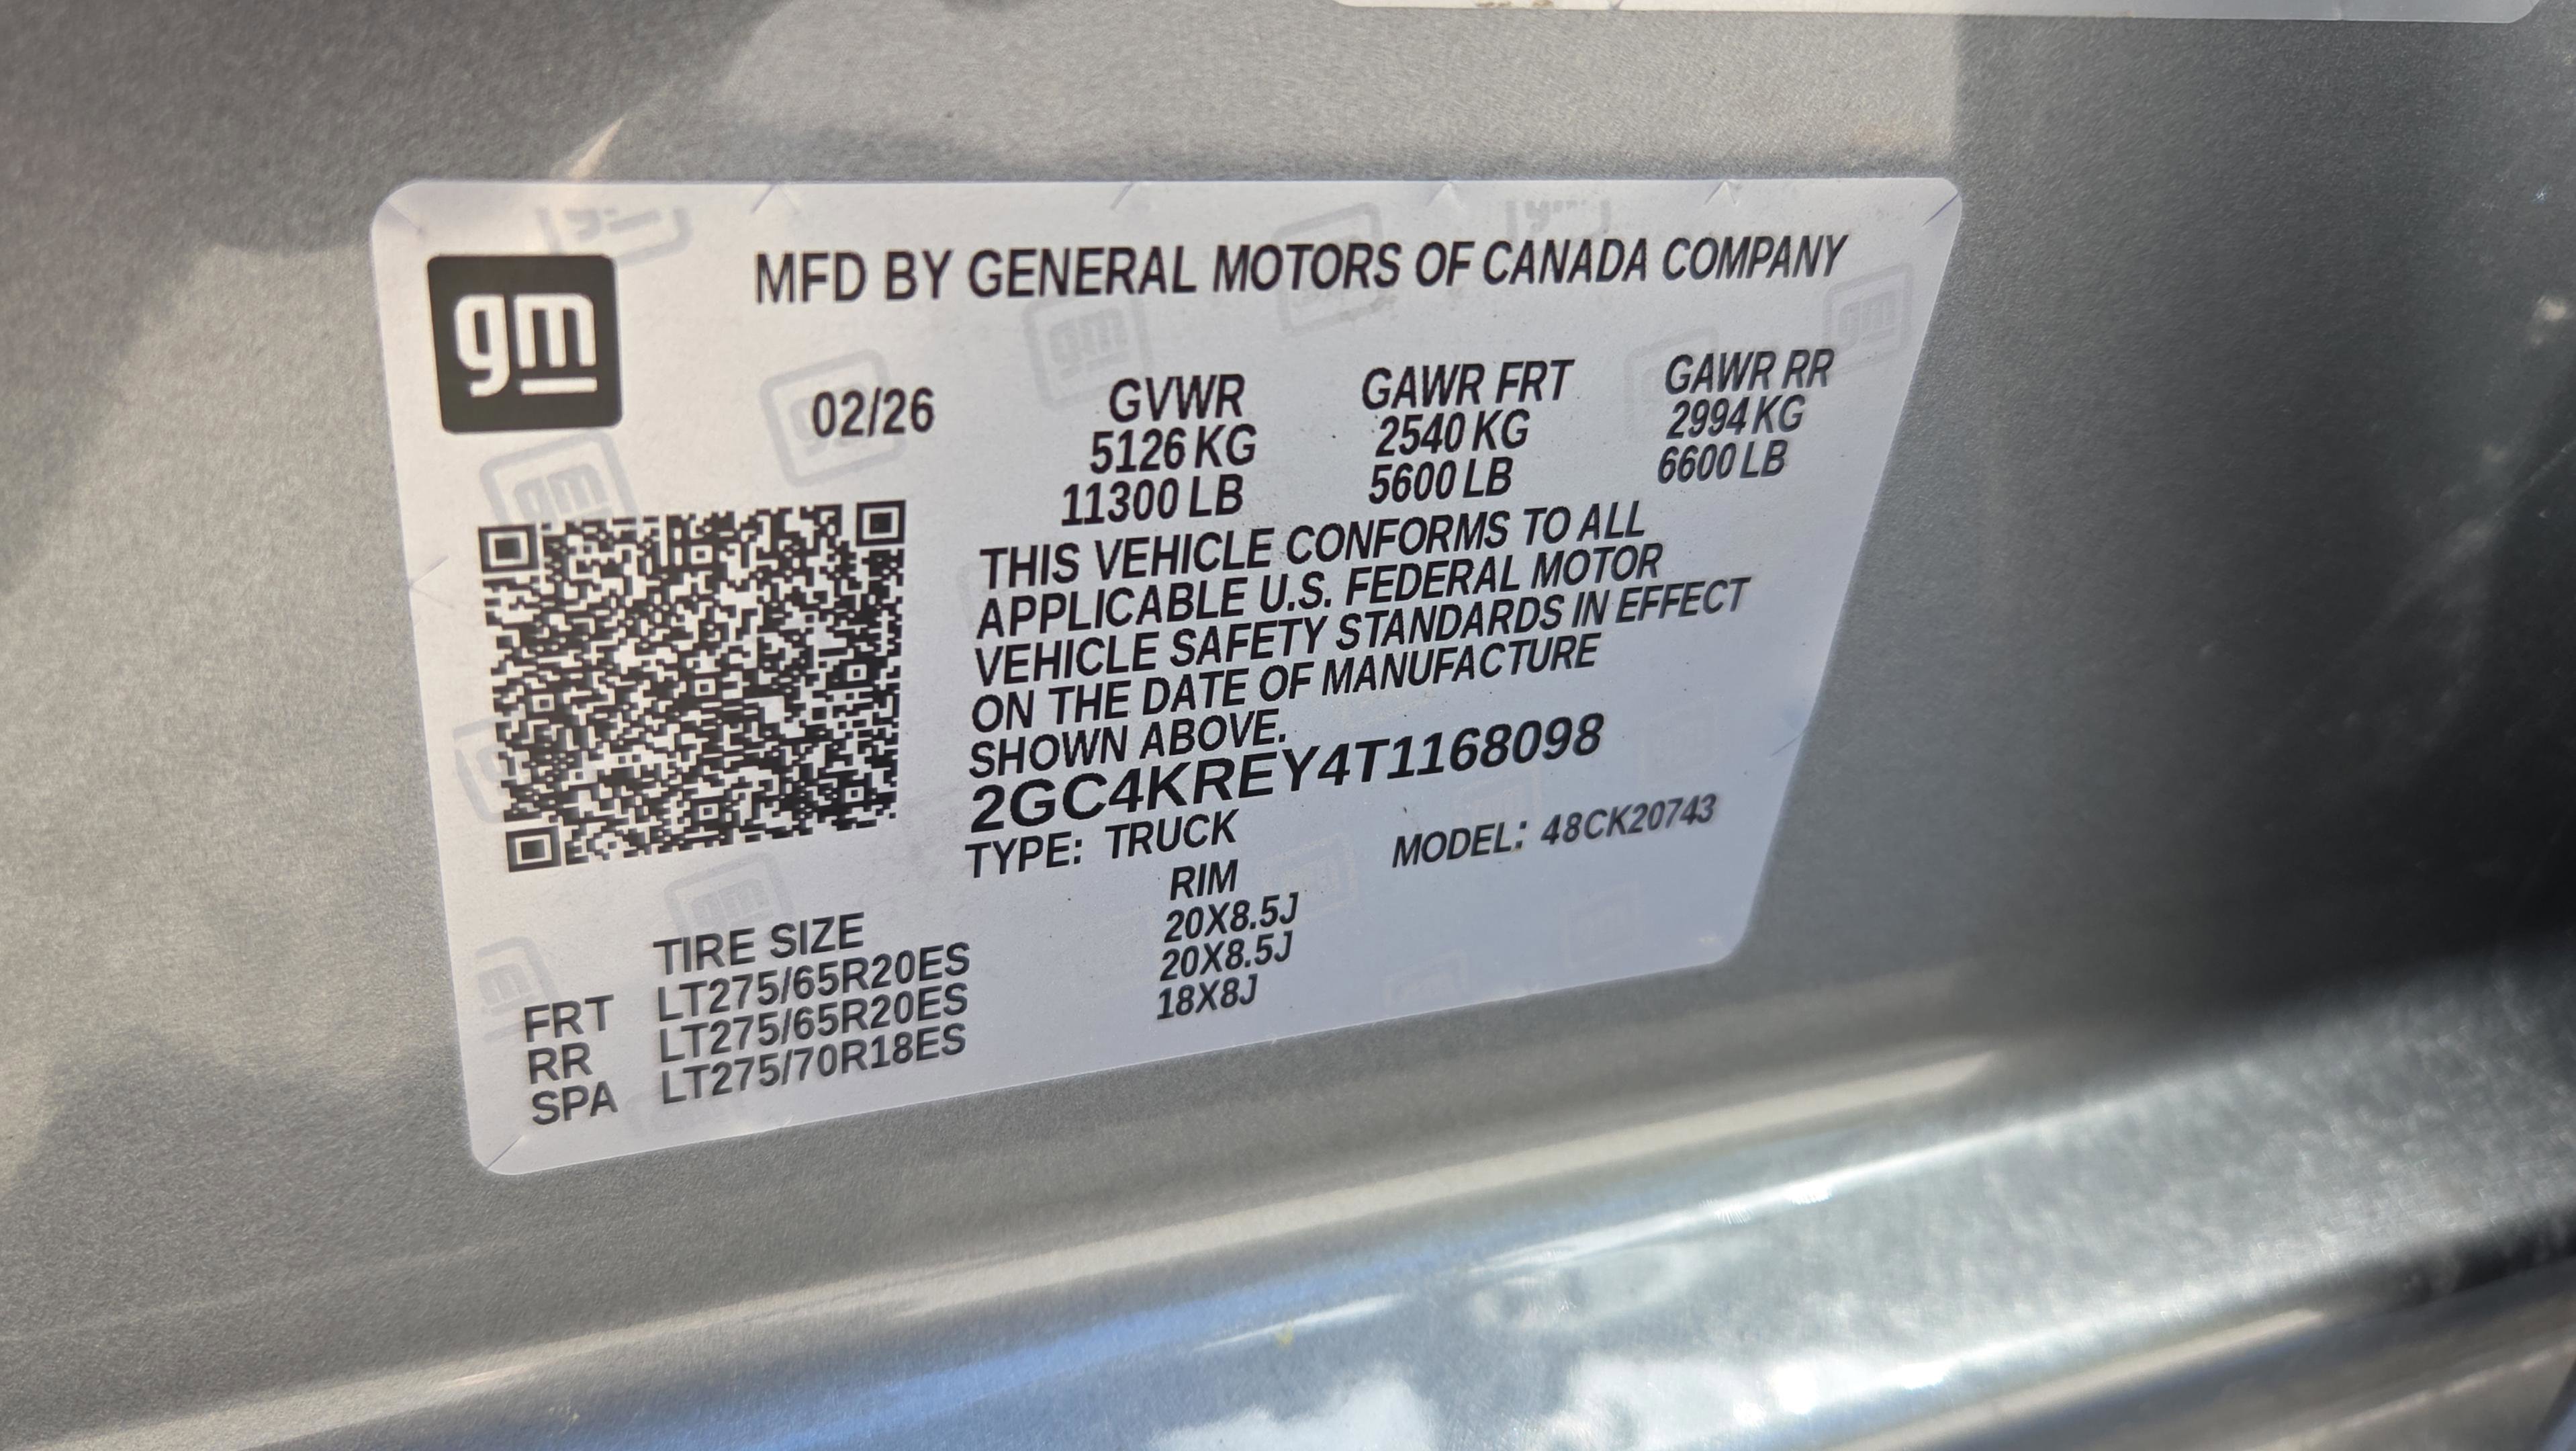 gm
MFD BY GENERAL MOTORS OF CANADA COMPANY
02/26
GVWR GAWR FRT GAWR RR
5126 KG 2540 KG 2994 KG
11300 LB 5600 LB 6600 LB
THIS VEHICLE CONFORMS TO ALL
APPLICABLE U.S. FEDERAL MOTOR
VEHICLE SAFETY STANDARDS IN EFFECT
ON THE DATE OF MANUFACTURE
SHOWN ABOVE.
2GC4KREY4T1168098
TYPE: TRUCK MODEL: 48CK20743
TIRE SIZE RIM
FRT LT275/65R20ES 20X8.5J
RR LT275/65R20ES 20X8.5J
SPA LT275/70R18ES 18X8J